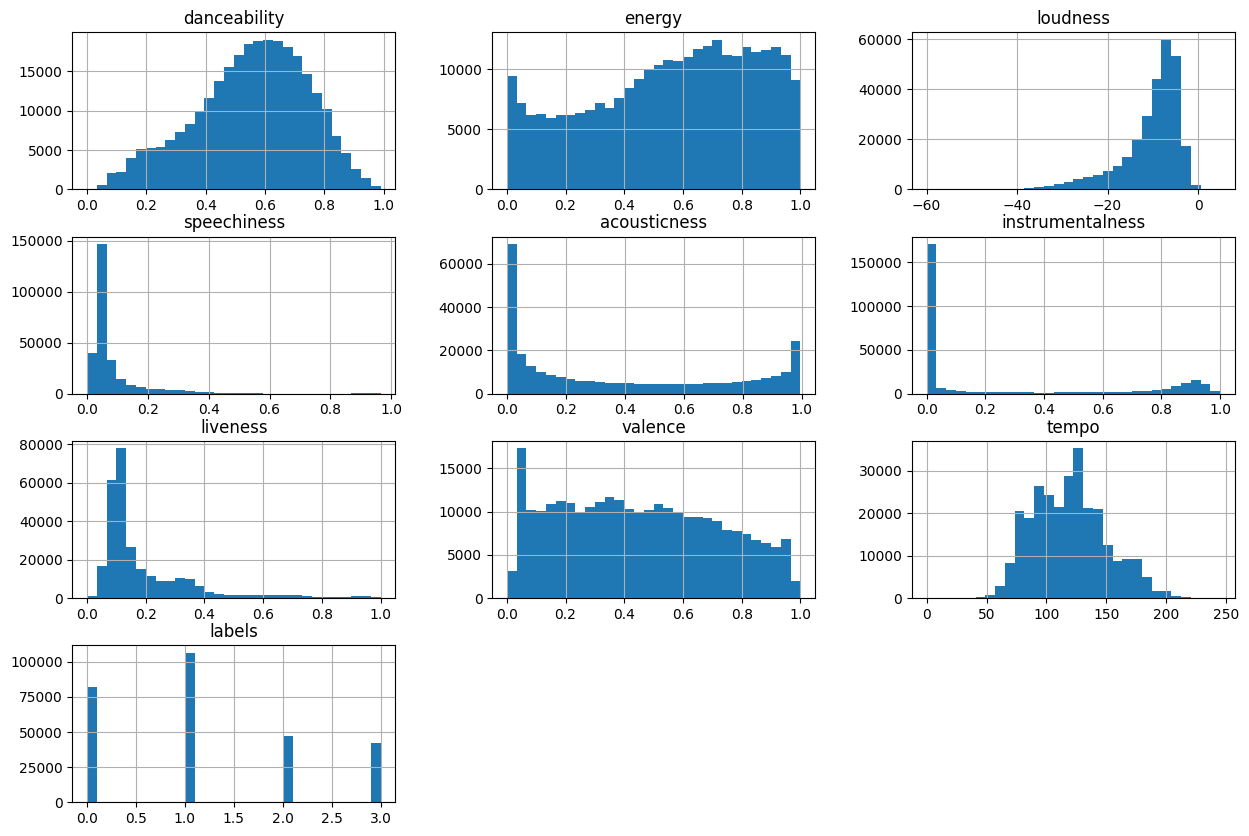 danceability energy loudness
15000 10000 5000 0
0.0 0.2 0.4 0.6 0.8 1.0
10000 5000 0
0.0 0.2 0.4 0.6 0.8 1.0
60000 40000 20000 0
−60 −40 −20 0
speechiness acousticness instrumentalness
150000 100000 50000 0
0.0 0.2 0.4 0.6 0.8 1.0
60000 40000 20000 0
0.0 0.2 0.4 0.6 0.8 1.0
150000 100000 50000 0
0.0 0.2 0.4 0.6 0.8 1.0
liveness valence tempo
80000 60000 40000 20000 0
0.0 0.2 0.4 0.6 0.8 1.0
15000 10000 5000 0
0.0 0.2 0.4 0.6 0.8 1.0
30000 20000 10000 0
0 50 100 150 200 250
labels
100000 75000 50000 25000 0
0.0 0.5 1.0 1.5 2.0 2.5 3.0